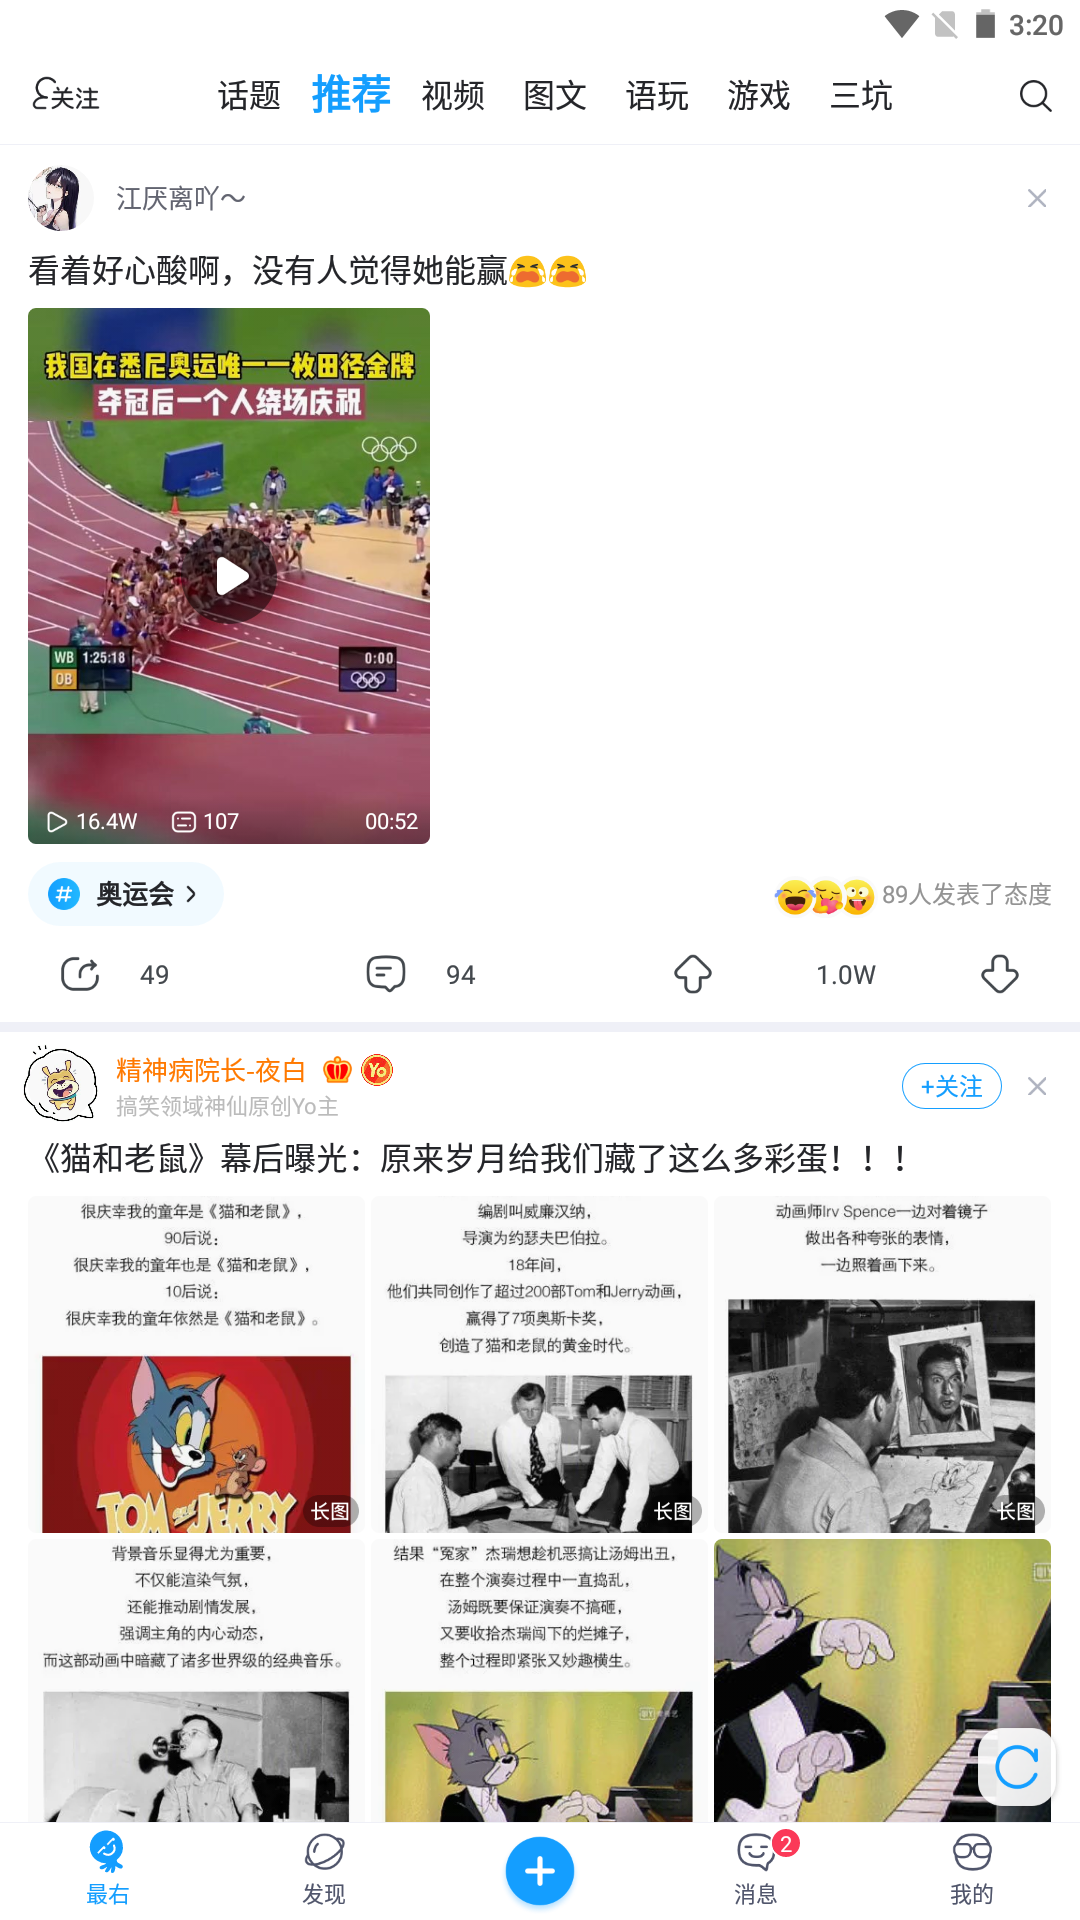 3:20
关注 话题 推荐 视频 图文 语玩 游戏 三坑
江厌离吖～
看着好心酸啊，没有人觉得她能赢😭😭
我国在悉尼奥运唯一一枚田径金牌
夺冠后一个人绕场庆祝
WB 1:25:18
OB
0:00
16.4W 107 00:52
# 奥运会 >
89人发表了态度
49 94 1.0W
精神病院长-夜白 Yo
搞笑领域神仙原创Yo主
+关注
《猫和老鼠》幕后曝光：原来岁月给我们藏了这么多彩蛋！！！
很庆幸我的童年是《猫和老鼠》，
90后说：
很庆幸我的童年也是《猫和老鼠》，
10后说：
很庆幸我的童年依然是《猫和老鼠》。
TOM and JERRY
长图
编剧叫威廉汉纳，
导演为约瑟夫巴伯拉。
18年间，
他们共同创作了超过200部Tom和Jerry动画，
赢得了7项奥斯卡奖，
创造了猫和老鼠的黄金时代。
长图
动画师Irv Spence一边对着镜子
做出各种夸张的表情，
一边照着画下来。
长图
背景音乐显得尤为重要，
不仅能渲染气氛，
还能推动剧情发展，
强调主角的内心动态，
而这部动画中暗藏了诸多世界级的经典音乐。
结果“冤家”杰瑞想趁机恶搞让汤姆出丑，
在整个演奏过程中一直捣乱，
汤姆既要保证演奏不搞砸，
又要收拾杰瑞闯下的烂摊子，
整个过程即紧张又妙趣横生。
最右 发现 消息 2 我的